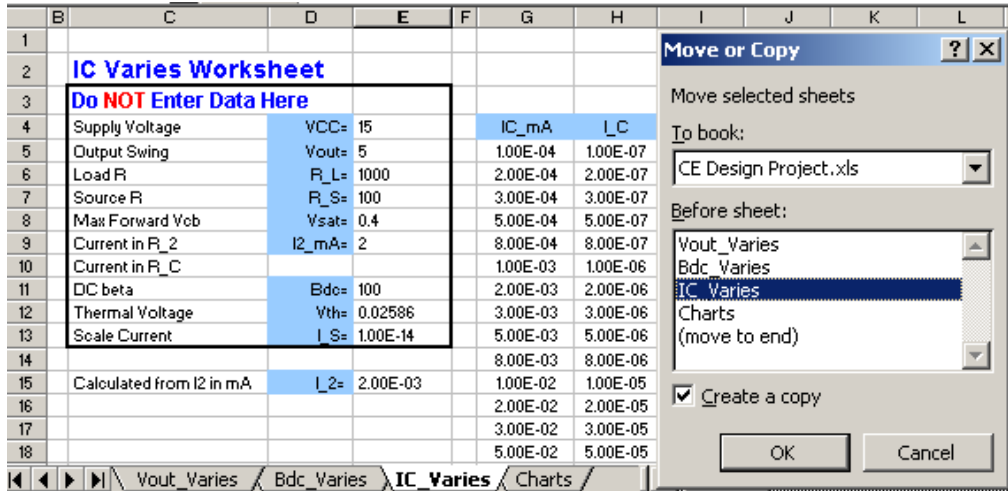 B C D E F G H I J K L
1
2 IC Varies Worksheet
3 Do NOT Enter Data Here
4 Supply Voltage VCC= 15 IC_mA I_C
5 Output Swing Vout= 5 1.00E-04 1.00E-07
6 Load R R_L= 1000 2.00E-04 2.00E-07
7 Source R R_S= 100 3.00E-04 3.00E-07
8 Max Forward Vcb Vsat= 0.4 5.00E-04 5.00E-07
9 Current in R_2 I2_mA= 2 8.00E-04 8.00E-07
10 Current in R_C 1.00E-03 1.00E-06
11 DC beta Bdc= 100 2.00E-03 2.00E-06
12 Thermal Voltage Vth= 0.02586 3.00E-03 3.00E-06
13 Scale Current I_S= 1.00E-14 5.00E-03 5.00E-06
14 8.00E-03 8.00E-06
15 Calculated from I2 in mA I_2= 2.00E-03 1.00E-02 1.00E-05
16 2.00E-02 2.00E-05
17 3.00E-02 3.00E-05
18 5.00E-02 5.00E-05
Vout_Varies Bdc_Varies IC_Varies Charts
Move or Copy
Move selected sheets
To book:
CE Design Project.xls
Before sheet:
Vout_Varies
Bdc_Varies
IC_Varies
Charts
(move to end)
Create a copy
OK Cancel